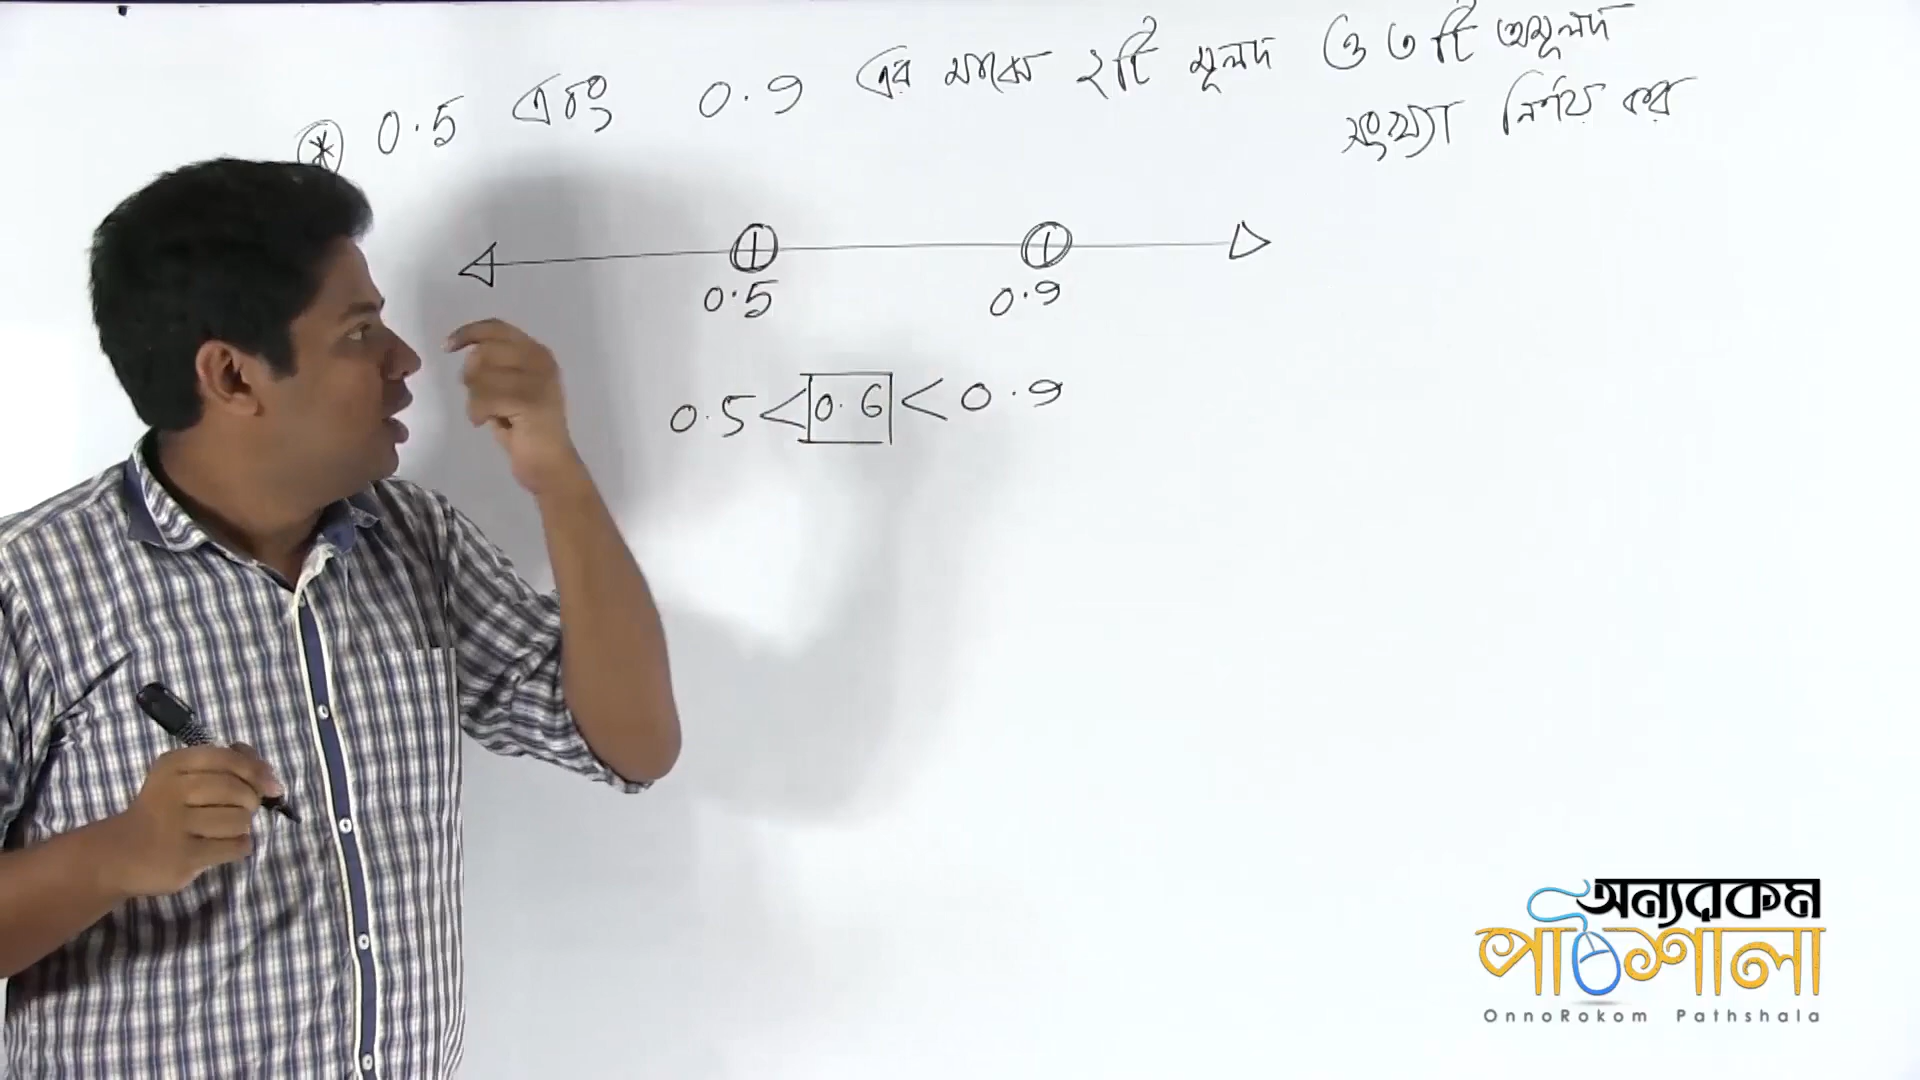 * 0.5 এবং 0.9 এর মাঝে ২টি মূলদ ও ৩টি অমূলদ
সংখ্যা নির্ণয় কর
0.5 0.9
0.5 < 0.6 < 0.9
অন্যরকম
পাঠশালা
OnnoRokom Pathshala